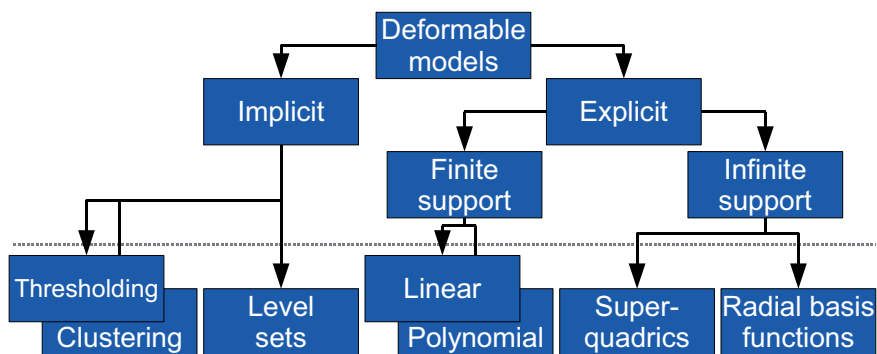 Deformable
models
Implicit
Explicit
Finite
support
Infinite
support
Thresholding
Clustering
Level
sets
Linear
Polynomial
Super-
quadrics
Radial basis
functions